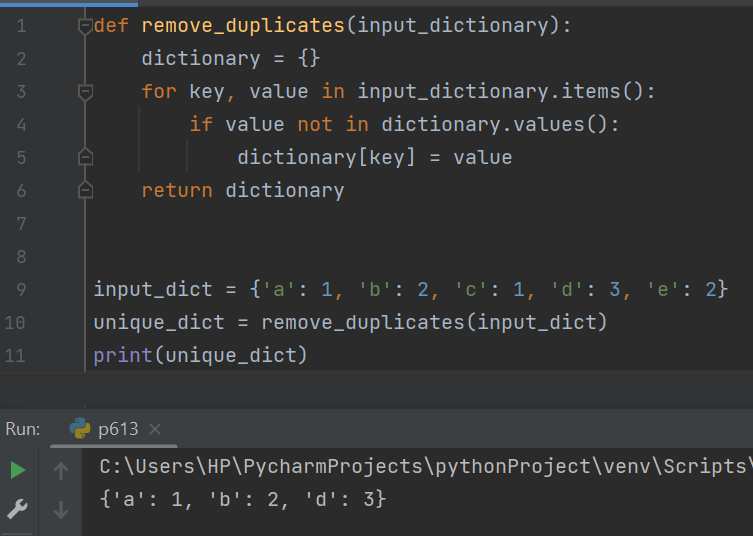 1 def remove_duplicates(input_dictionary):
2     dictionary = {}
3     for key, value in input_dictionary.items():
4         if value not in dictionary.values():
5             dictionary[key] = value
6     return dictionary
7
8
9 input_dict = {'a': 1, 'b': 2, 'c': 1, 'd': 3, 'e': 2}
10 unique_dict = remove_duplicates(input_dict)
11 print(unique_dict)
Run: p613
C:\Users\HP\PycharmProjects\pythonProject\venv\Scripts\
{'a': 1, 'b': 2, 'd': 3}